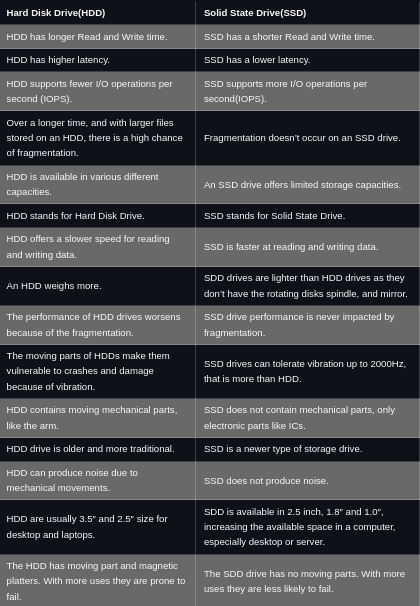 Hard Disk Drive(HDD)
Solid State Drive(SSD)
HDD has longer Read and Write time.
SSD has a shorter Read and Write time.
HDD has higher latency.
SSD has a lower latency.
HDD supports fewer I/O operations per
second (IOPS).
SSD supports more I/O operations per
second(IOPS).
Over a longer time, and with larger files
stored on an HDD, there is a high chance
of fragmentation.
Fragmentation doesn't occur on an SSD drive.
HDD is available in various different
capacities.
An SSD drive offers limited storage capacities.
HDD stands for Hard Disk Drive.
SSD stands for Solid State Drive.
HDD offers a slower speed for reading
and writing data.
SSD is faster at reading and writing data.
An HDD weighs more.
SDD drives are lighter than HDD drives as they
don't have the rotating disks spindle, and mirror.
The performance of HDD drives worsens
because of the fragmentation.
SSD drive performance is never impacted by
fragmentation.
The moving parts of HDDs make them
vulnerable to crashes and damage
because of vibration.
SSD drives can tolerate vibration up to 2000Hz,
that is more than HDD.
HDD contains moving mechanical parts,
like the arm.
SSD does not contain mechanical parts, only
electronic parts like ICs.
HDD drive is older and more traditional.
SSD is a newer type of storage drive.
HDD can produce noise due to
mechanical movements.
SSD does not produce noise.
HDD are usually 3.5″ and 2.5″ size for
desktop and laptops.
SDD is available in 2.5 inch, 1.8″ and 1.0″,
increasing the available space in a computer,
especially desktop or server.
The HDD has moving part and magnetic
platters. With more uses they are prone to
fail.
The SDD drive has no moving parts. With more
uses they are less likely to fail.